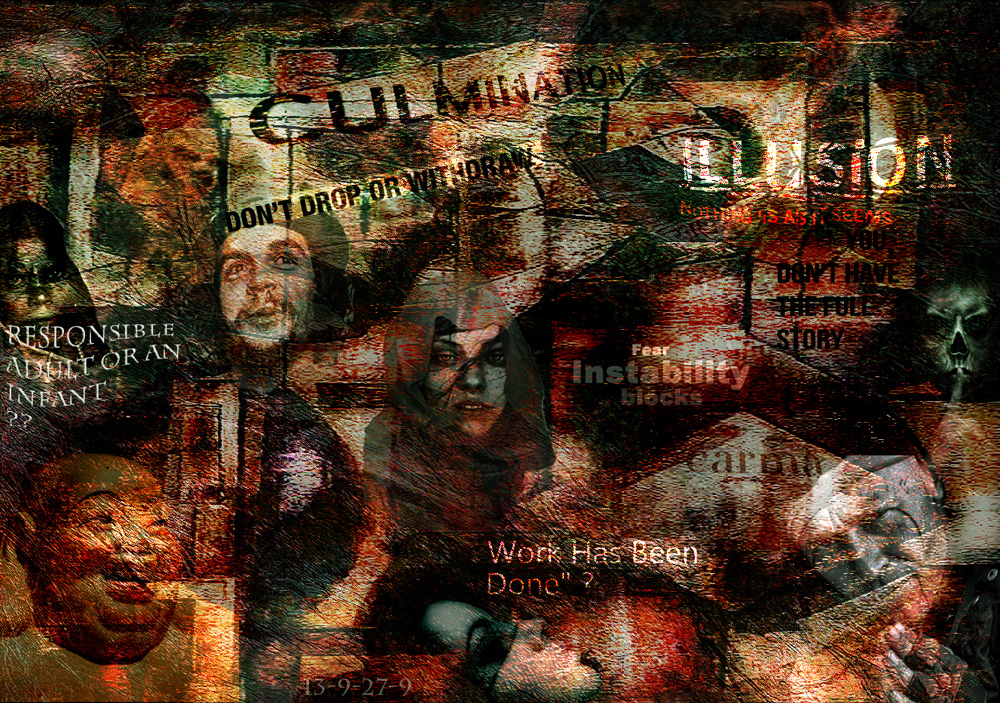 CULMINATION
DON'T DROP OR WITHDRAW
ILLUSION
NOTHING IS AS IT SEEMS
YOU
DON'T HAVE
THE FULL
STORY
RESPONSIBLE
ADULT OR AN
INFANT
??
Fear
Instability
blocks
Carma
Work Has Been
Done" ?
13-9-27-9